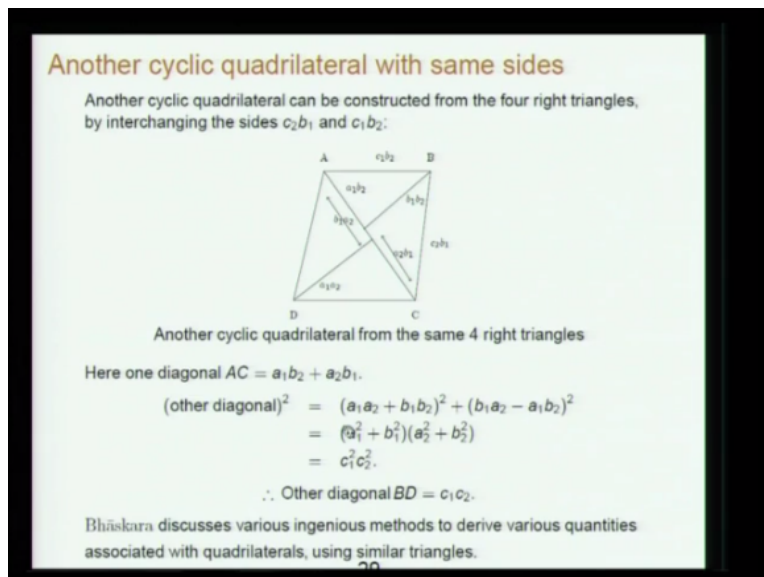 Another cyclic quadrilateral with same sides
Another cyclic quadrilateral can be constructed from the four right triangles,
by interchanging the sides c₂b₁ and c₁b₂:
A c₁b₂ B
a₁b₂
b₁b₂
b₁a₂
c₂b₁
a₂b₁
a₁a₂
D C
Another cyclic quadrilateral from the same 4 right triangles
Here one diagonal AC = a₁b₂ + a₂b₁.
(other diagonal)² = (a₁a₂ + b₁b₂)² + (b₁a₂ − a₁b₂)²
= (a₁² + b₁²)(a₂² + b₂²)
= c₁²c₂².
∴ Other diagonal BD = c₁c₂.
Bhāskara discusses various ingenious methods to derive various quantities
associated with quadrilaterals, using similar triangles.